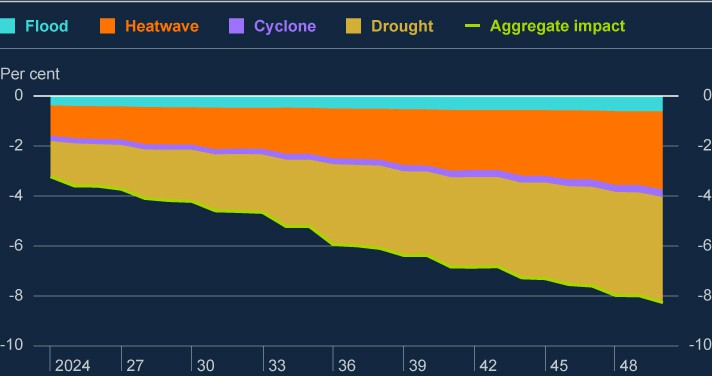 Flood Heatwave Cyclone Drought Aggregate impact
Per cent
0 0
-2 -2
-4 -4
-6 -6
-8 -8
-10 -10
2024 27 30 33 36 39 42 45 48